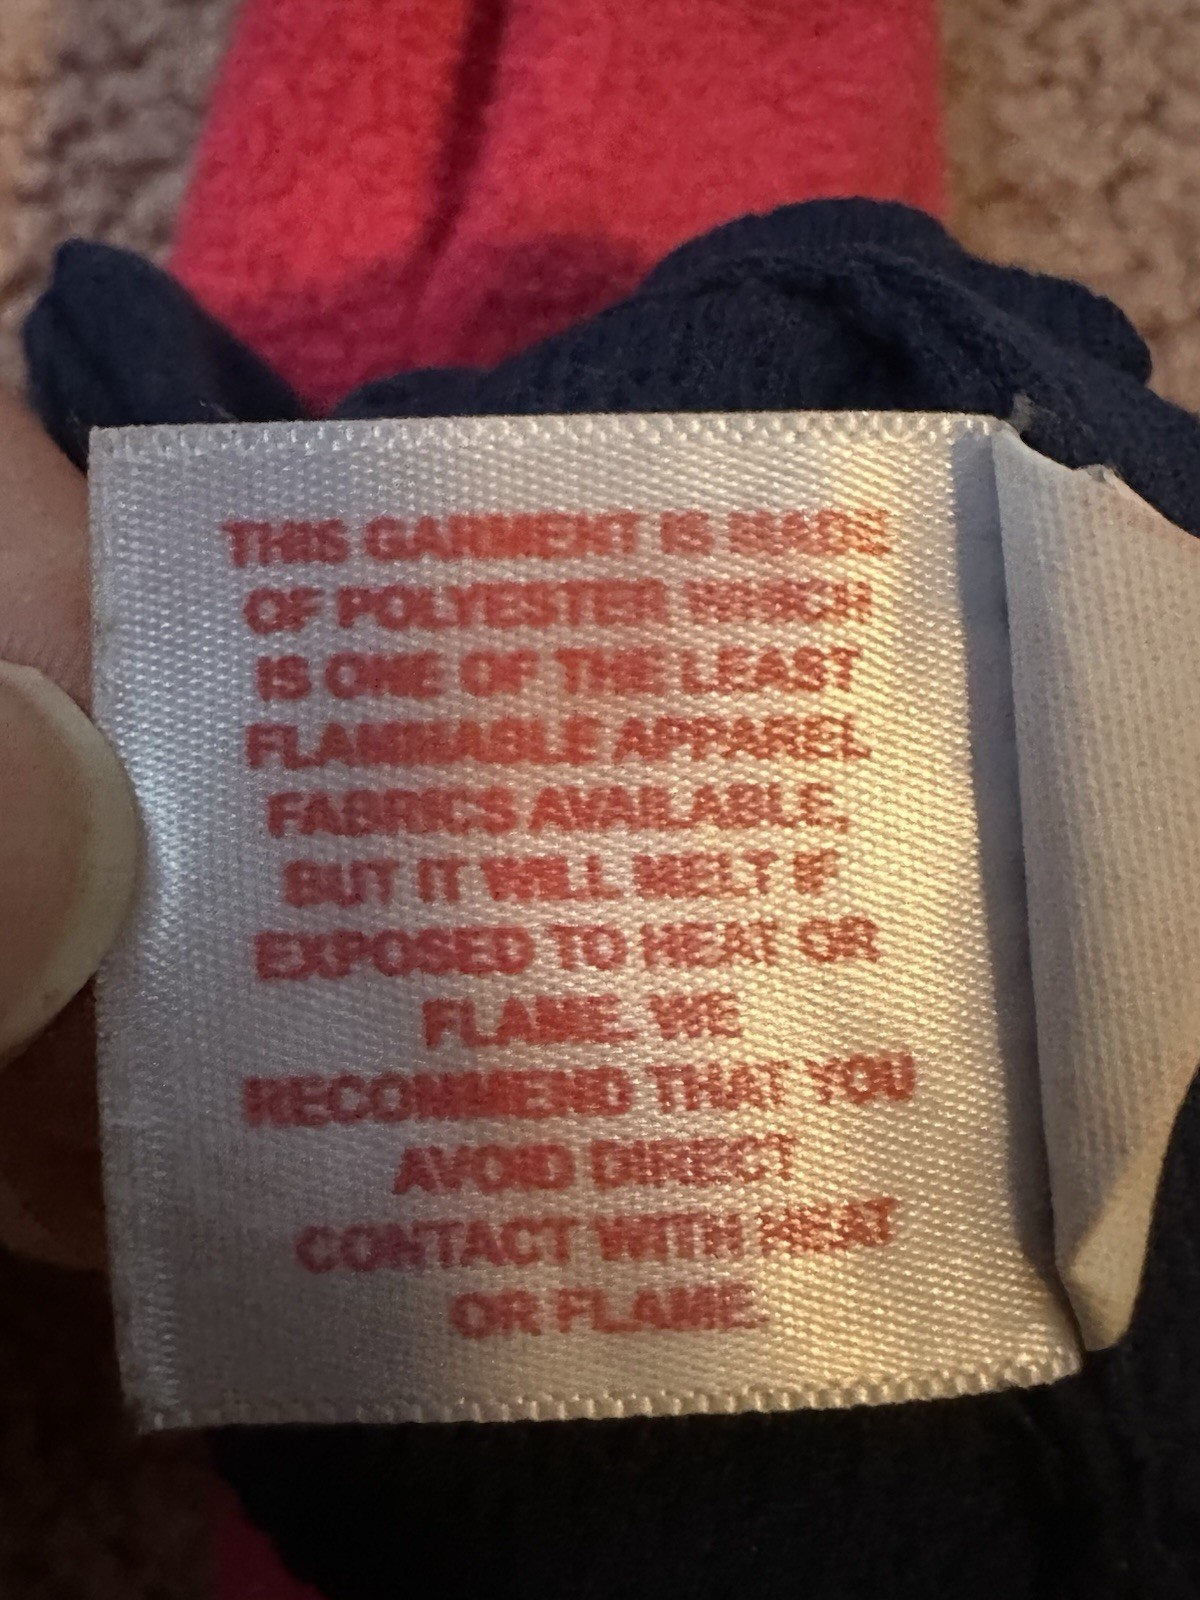 THIS GARMENT IS MADE
OF POLYESTER WHICH
IS ONE OF THE LEAST
FLAMMABLE APPAREL
FABRICS AVAILABLE,
BUT IT WILL MELT IF
EXPOSED TO HEAT OR
FLAME. WE
RECOMMEND THAT YOU
AVOID DIRECT
CONTACT WITH HEAT
OR FLAME.